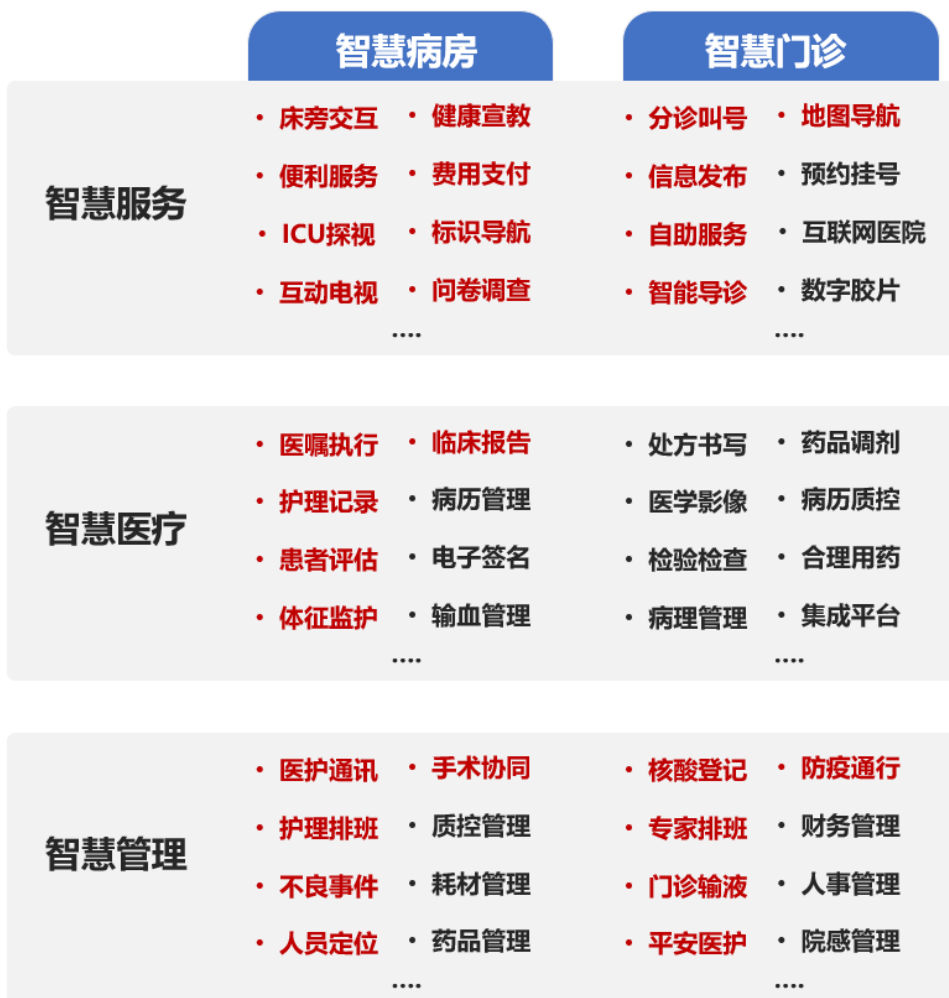 智慧病房 智慧门诊
智慧服务
• 床旁交互 • 健康宣教
• 便利服务 • 费用支付
• ICU探视 • 标识导航
• 互动电视 • 问卷调查
....
• 分诊叫号 • 地图导航
• 信息发布 • 预约挂号
• 自助服务 • 互联网医院
• 智能导诊 • 数字胶片
....
智慧医疗
• 医嘱执行 • 临床报告
• 护理记录 • 病历管理
• 患者评估 • 电子签名
• 体征监护 • 输血管理
....
• 处方书写 • 药品调剂
• 医学影像 • 病历质控
• 检验检查 • 合理用药
• 病理管理 • 集成平台
....
智慧管理
• 医护通讯 • 手术协同
• 护理排班 • 质控管理
• 不良事件 • 耗材管理
• 人员定位 • 药品管理
....
• 核酸登记 • 防疫通行
• 专家排班 • 财务管理
• 门诊输液 • 人事管理
• 平安医护 • 院感管理
....